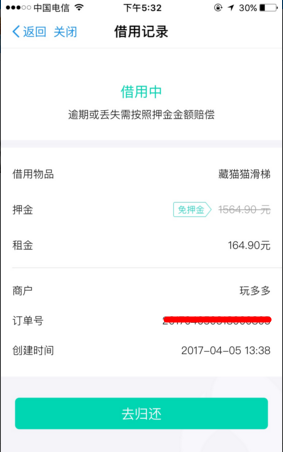 中国电信 下午5:32 30%
返回 关闭 借用记录
借用中
逾期或丢失需按照押金金额赔偿
借用物品 藏猫猫滑梯
押金 免押金 1564.90 元
租金 164.90元
商户 玩多多
订单号
创建时间 2017-04-05 13:38
去归还